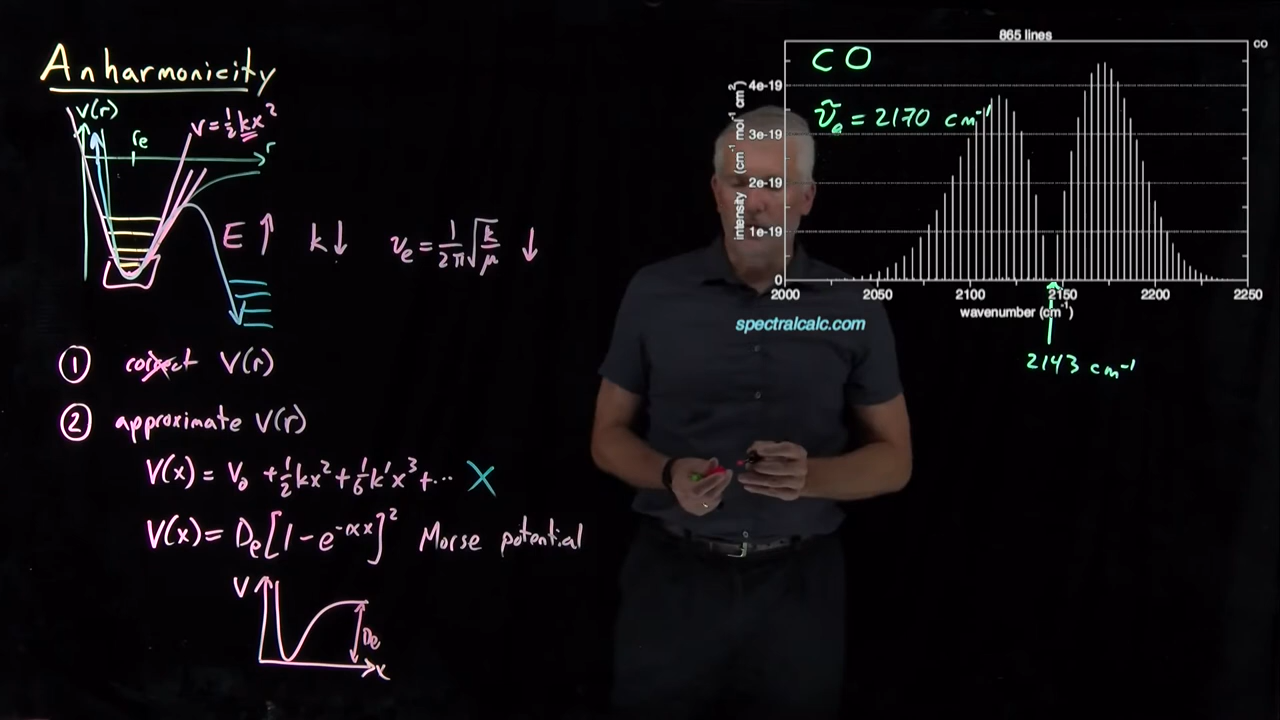 Anharmonicity
V(r)
re
V=½kx²
r
E ↑ k↓ νe = 1/2π √k/μ ↓
① correct V(r)
② approximate V(r)
V(x) = V₀ + ½kx² + ⅙k'x³ + ... X
V(x) = De[1 - e^-αx]² Morse potential
V
De
x
865 lines
co
CO
ν̃e = 2170 cm⁻¹
intensity (cm⁻¹ mol⁻¹ cm²)
4e-19
3e-19
2e-19
1e-19
0
2000 2050 2100 2150 2200 2250
wavenumber (cm⁻¹)
spectralcalc.com
2143 cm⁻¹